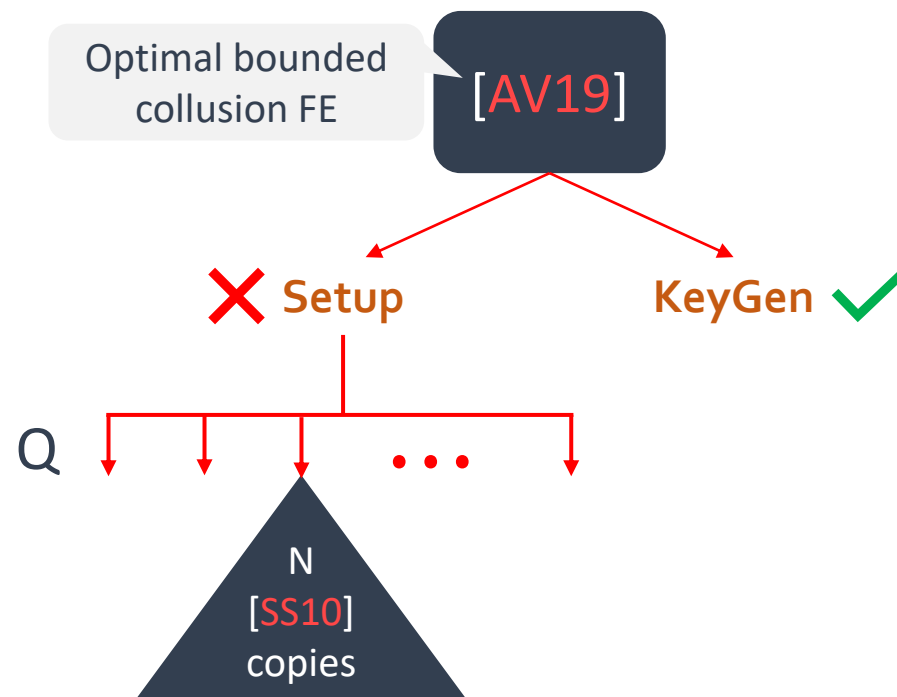 Optimal bounded
collusion FE
[AV19]
Setup
KeyGen
Q
N
[SS10]
copies